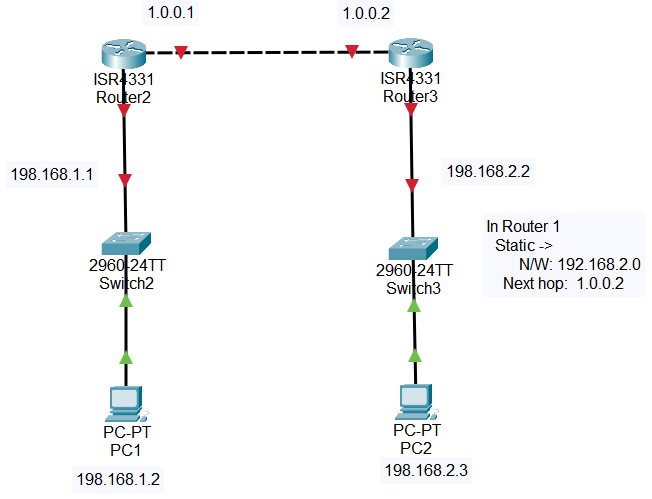 1.0.0.1
1.0.0.2
ISR4331
Router2
ISR4331
Router3
198.168.1.1
198.168.2.2
In Router 1
Static ->
N/W: 192.168.2.0
Next hop: 1.0.0.2
2960-24TT
Switch2
2960-24TT
Switch3
PC-PT
PC1
PC-PT
PC2
198.168.1.2
198.168.2.3